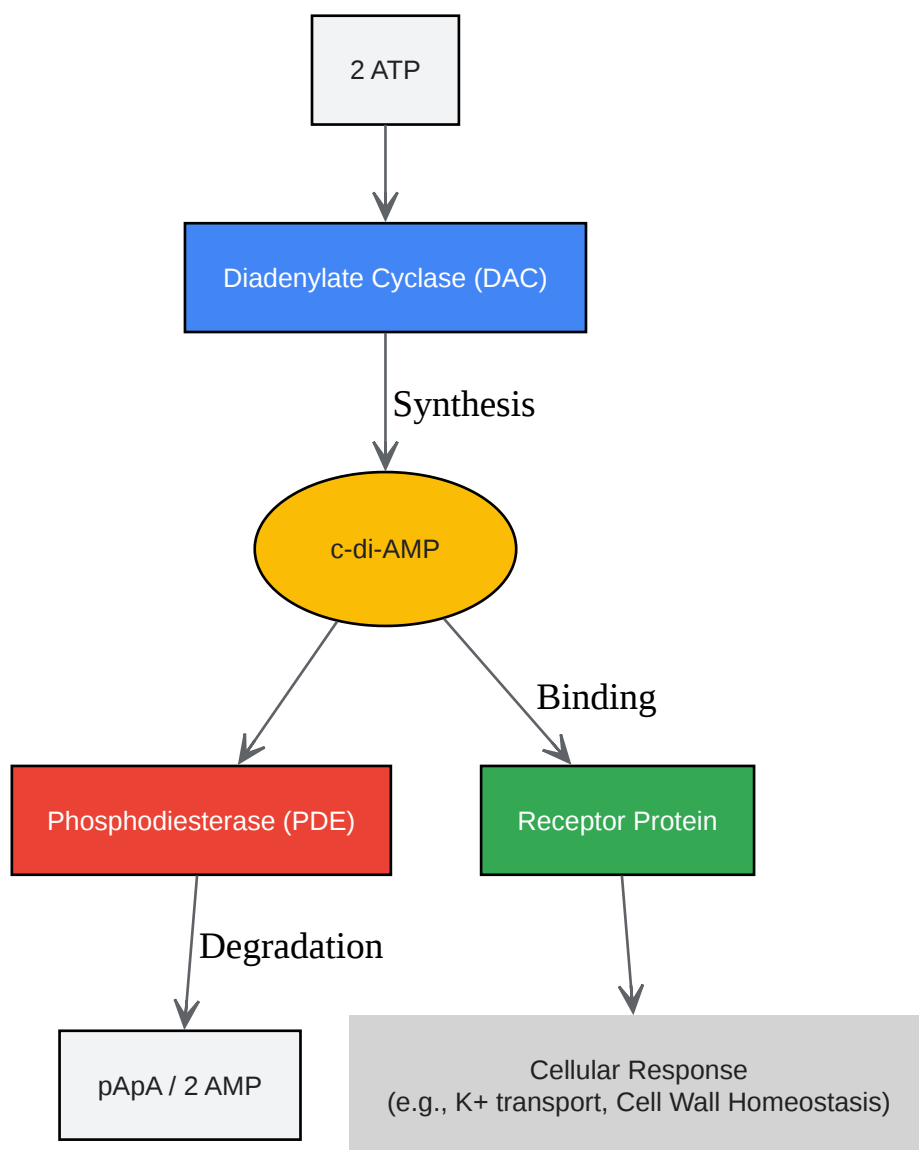 2 ATP
Diadenylate Cyclase (DAC)
Synthesis
c-di-AMP
Binding
Phosphodiesterase (PDE)
Receptor Protein
Degradation
pApA / 2 AMP
Cellular Response
(e.g., K+ transport, Cell Wall Homeostasis)